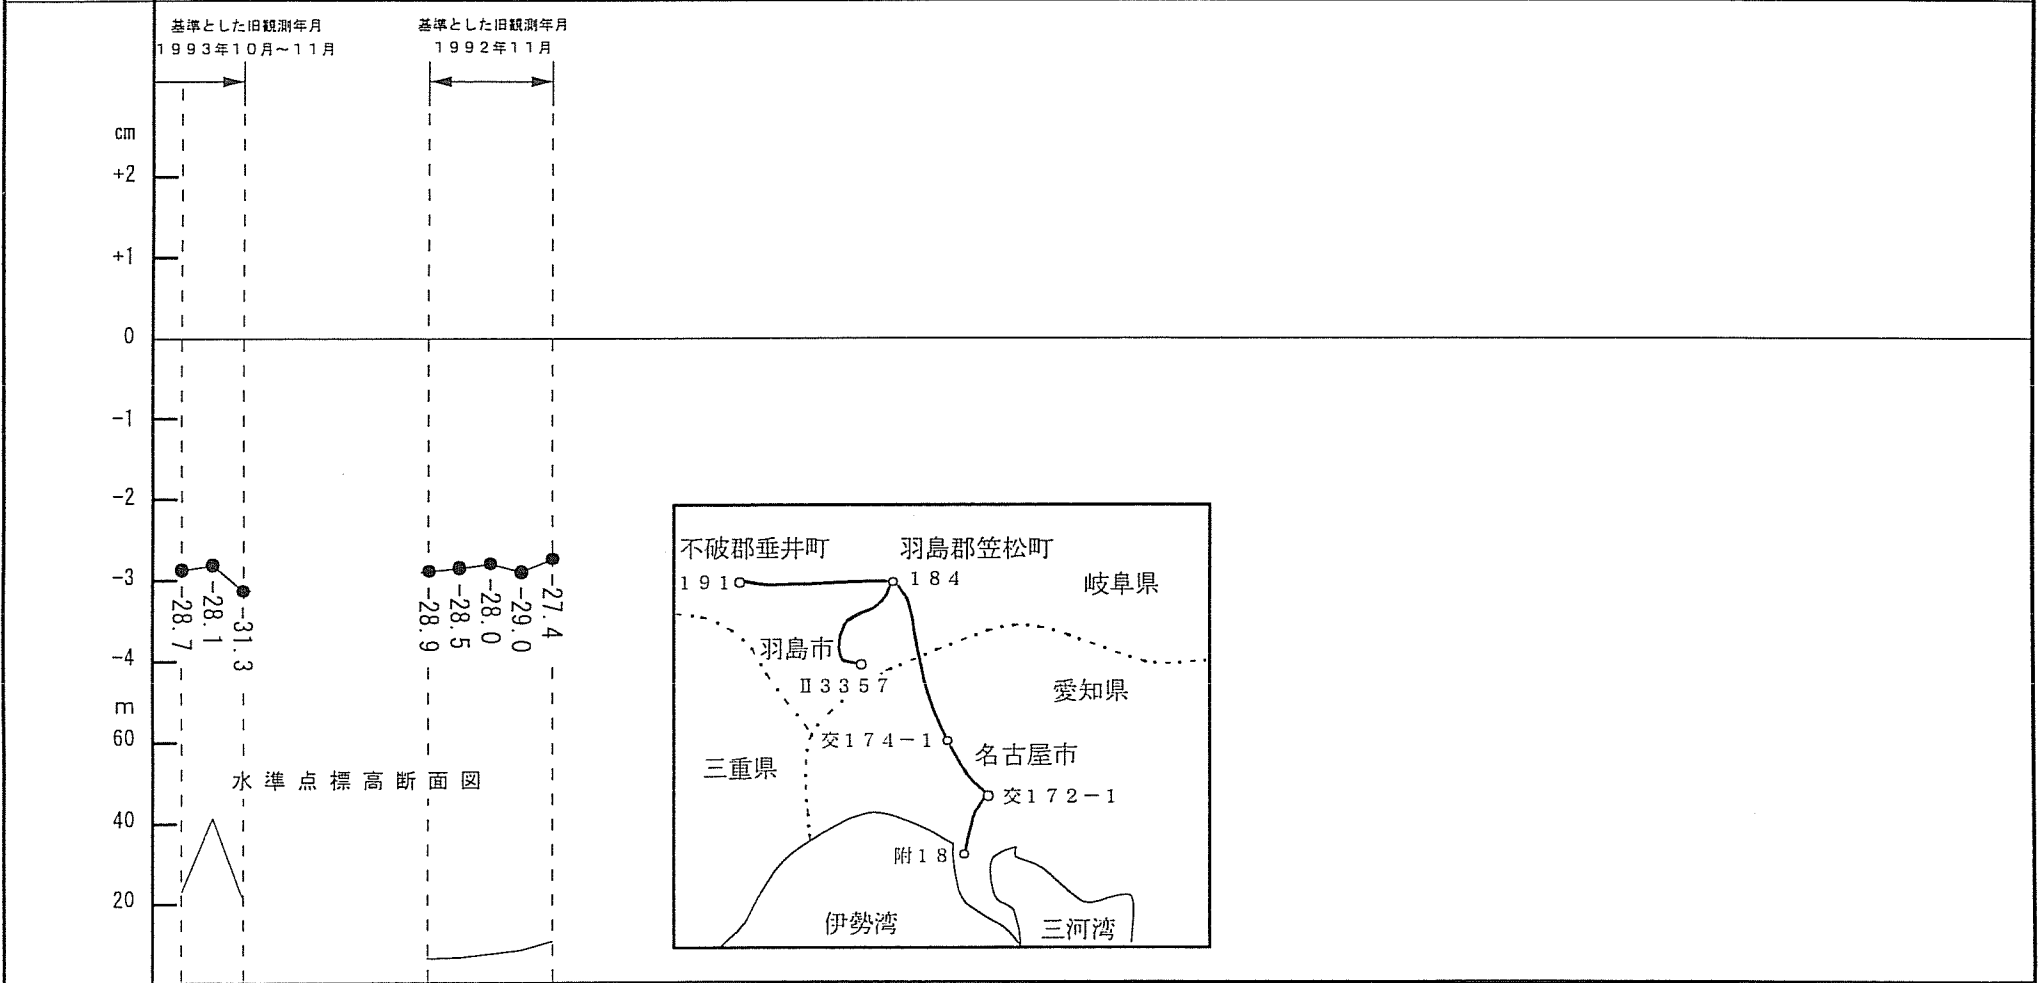 基準とした旧観測年月
1993年10月～11月
基準とした旧観測年月
1992年11月
cm
+2
+1
0
-1
-2
-3
-4
-28.7
-28.1
-31.3
-28.9
-28.5
-28.0
-29.0
-27.4
m
60
40
20
水準点標高断面図
不破郡垂井町
羽島郡笠松町
191
184
岐阜県
羽島市
Ⅱ3357
愛知県
交174-1
名古屋市
三重県
交172-1
附18
伊勢湾
三河湾